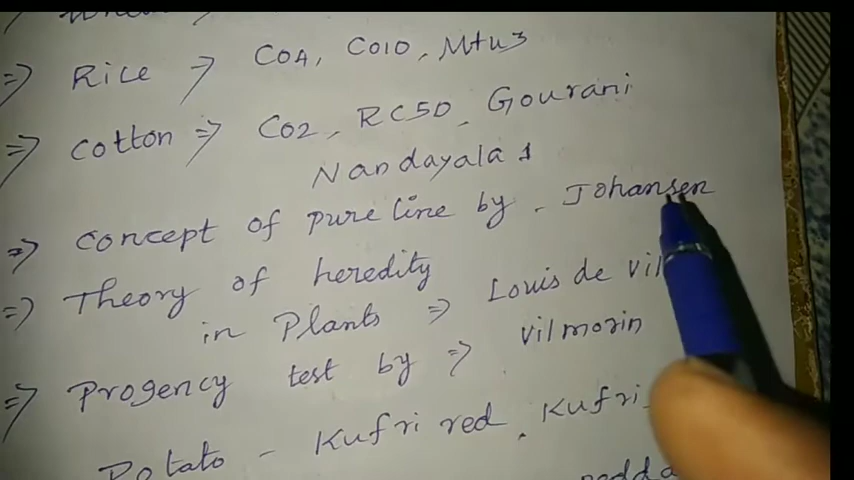 ⇒ Rice → CO4, CO10, Mtu3
⇒ Cotton ⇒ CO2, RC50, Gourani
Nandayala 1
⇒ Concept of pure line by - Johansen
⇒ Theory of heredity
in Plants ⇒ Louis de Vil
⇒ Progency test by ⇒ Vilmorin
Potato - Kufri red, Kufri